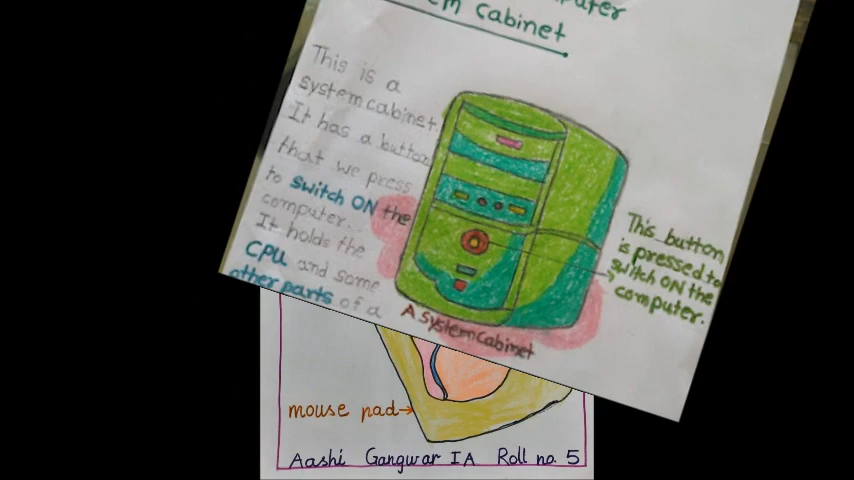 cabinet
This is a
system cabinet.
It has a button
that we press
to switch ON the
computer.
It holds the
CPU and some
other parts of a
This button
is pressed to
switch ON the
computer.
A system cabinet
mouse pad
Aashi Gangwar IA Roll no. 5